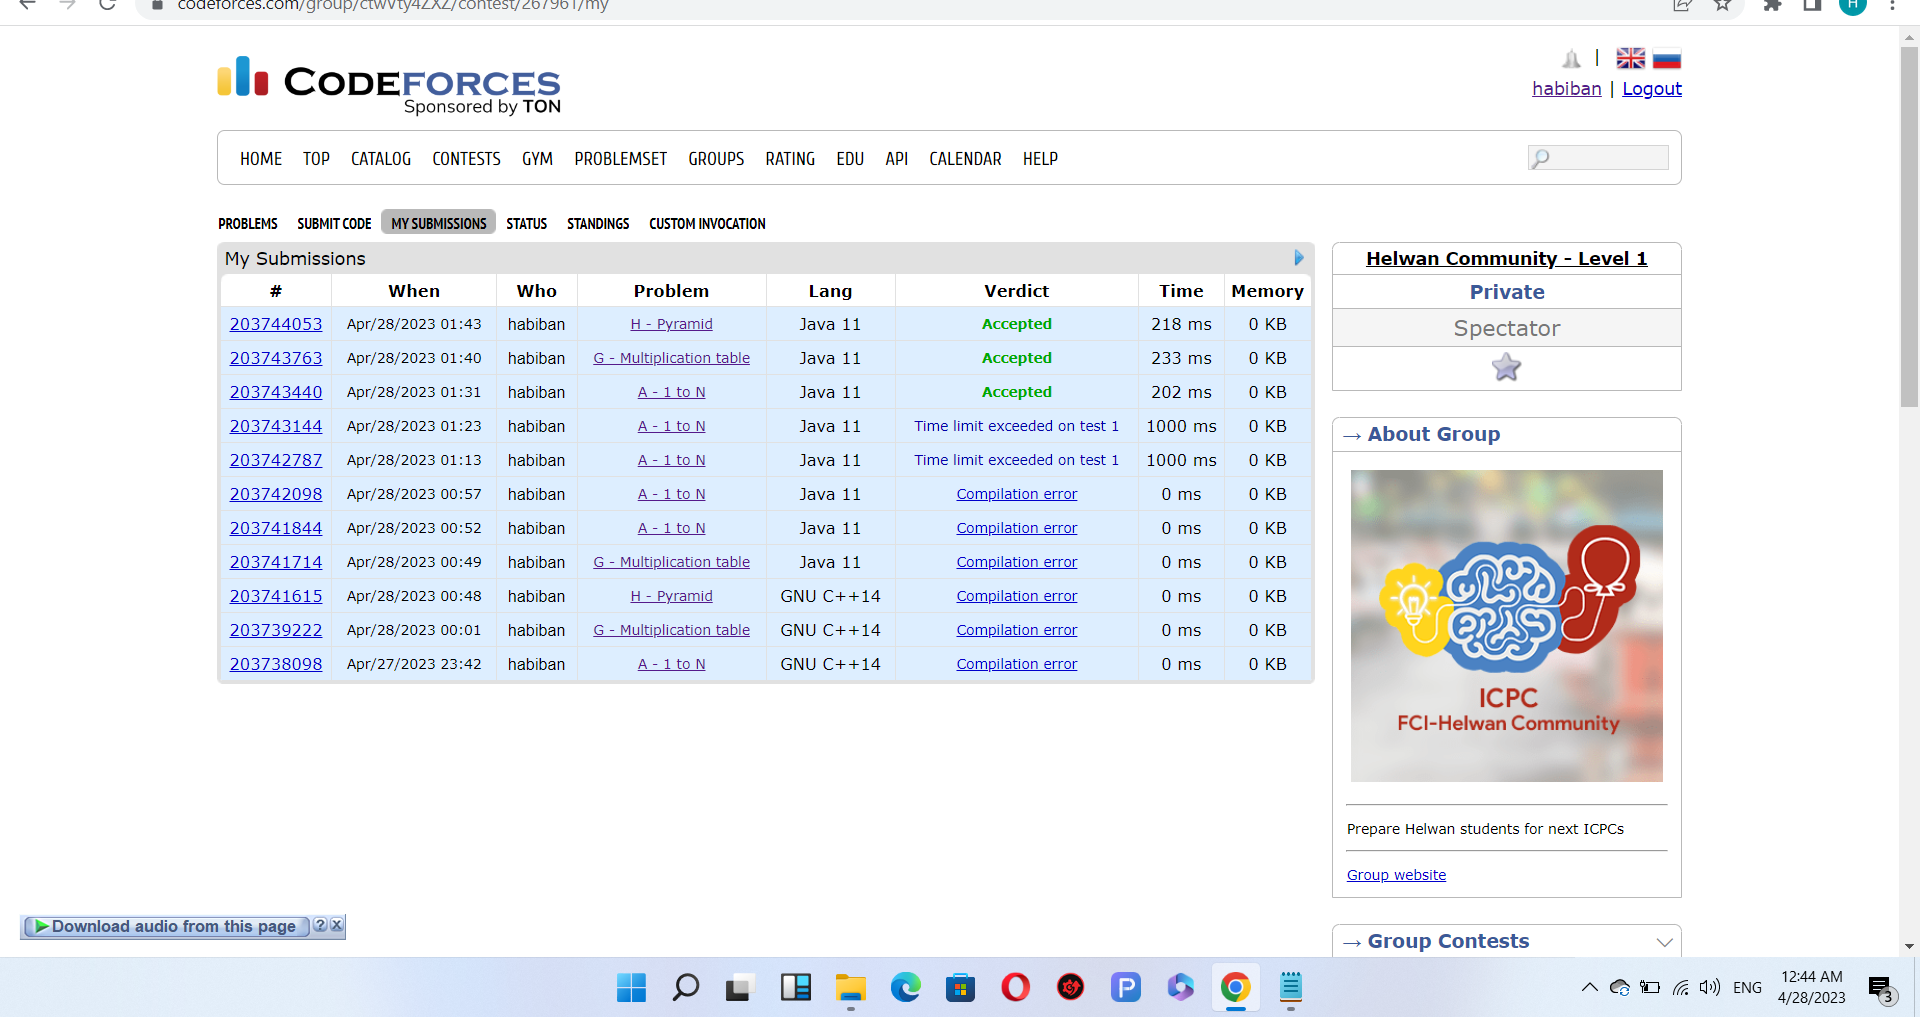 codeforces.com/group/ctwVty4ZXZ/contest/267961/my
H
CODEFORCES
Sponsored by TON
habiban | Logout
HOME TOP CATALOG CONTESTS GYM PROBLEMSET GROUPS RATING EDU API CALENDAR HELP
PROBLEMS SUBMIT CODE MY SUBMISSIONS STATUS STANDINGS CUSTOM INVOCATION
My Submissions
# When Who Problem Lang Verdict Time Memory
203744053 Apr/28/2023 01:43 habiban H - Pyramid Java 11 Accepted 218 ms 0 KB
203743763 Apr/28/2023 01:40 habiban G - Multiplication table Java 11 Accepted 233 ms 0 KB
203743440 Apr/28/2023 01:31 habiban A - 1 to N Java 11 Accepted 202 ms 0 KB
203743144 Apr/28/2023 01:23 habiban A - 1 to N Java 11 Time limit exceeded on test 1 1000 ms 0 KB
203742787 Apr/28/2023 01:13 habiban A - 1 to N Java 11 Time limit exceeded on test 1 1000 ms 0 KB
203742098 Apr/28/2023 00:57 habiban A - 1 to N Java 11 Compilation error 0 ms 0 KB
203741844 Apr/28/2023 00:52 habiban A - 1 to N Java 11 Compilation error 0 ms 0 KB
203741714 Apr/28/2023 00:49 habiban G - Multiplication table Java 11 Compilation error 0 ms 0 KB
203741615 Apr/28/2023 00:48 habiban H - Pyramid GNU C++14 Compilation error 0 ms 0 KB
203739222 Apr/28/2023 00:01 habiban G - Multiplication table GNU C++14 Compilation error 0 ms 0 KB
203738098 Apr/27/2023 23:42 habiban A - 1 to N GNU C++14 Compilation error 0 ms 0 KB
Helwan Community - Level 1
Private
Spectator
→ About Group
ICPC
FCI-Helwan Community
Prepare Helwan students for next ICPCs
Group website
→ Group Contests
Download audio from this page ? x
P
ENG
12:44 AM
4/28/2023
3